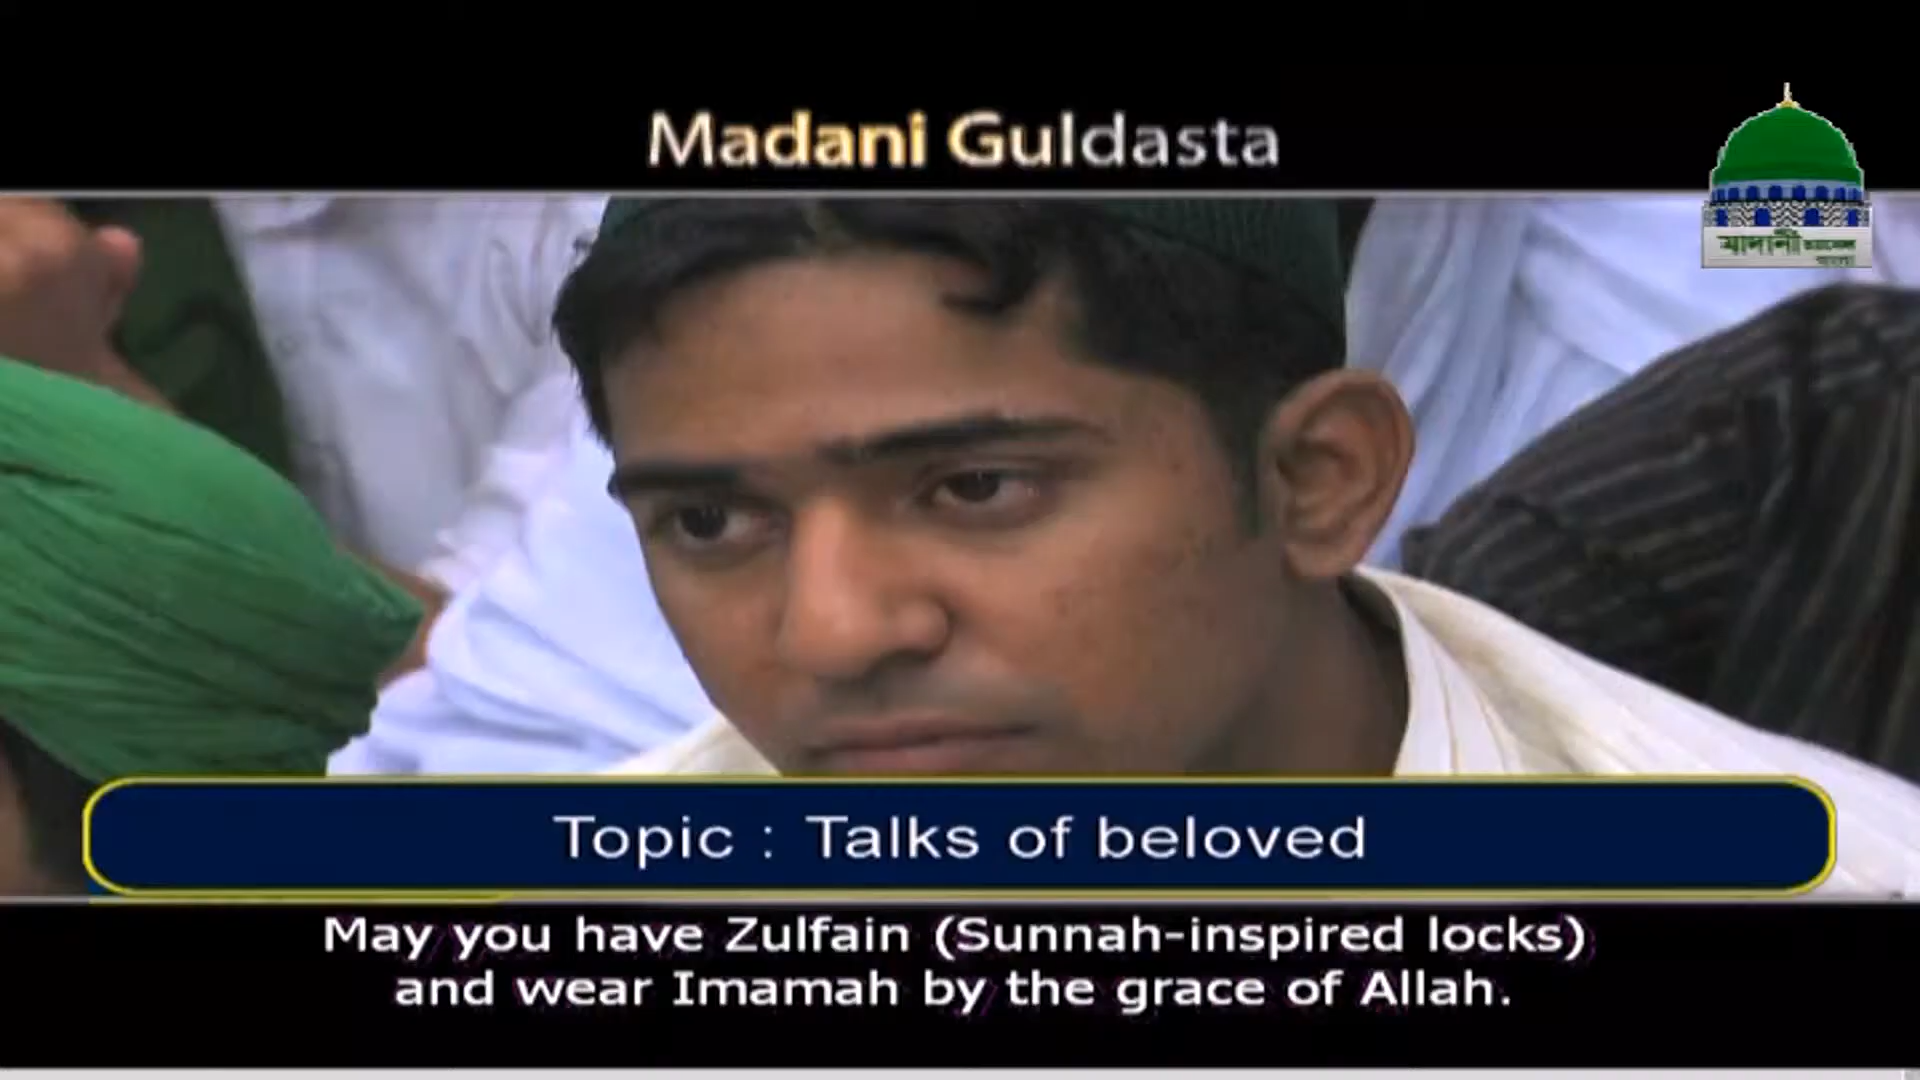 Madani Guldasta
মাদানী চ্যানেল
বাংলা
Topic : Talks of beloved
May you have Zulfain (Sunnah-inspired locks)
and wear Imamah by the grace of Allah.